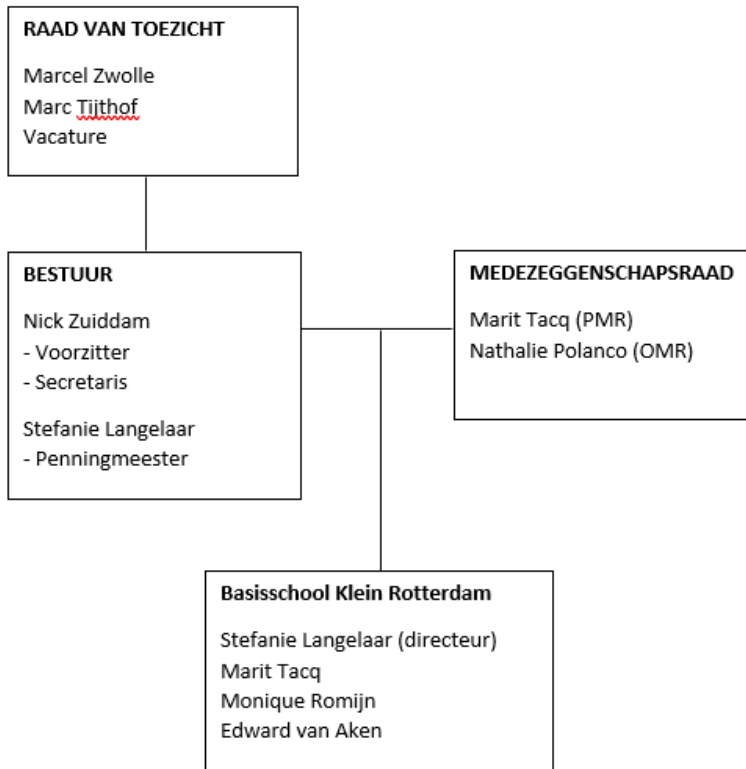 RAAD VAN TOEZICHT
Marcel Zwolle
Marc Tijthof
Vacature
BESTUUR
Nick Zuiddam
- Voorzitter
- Secretaris
Stefanie Langelaar
- Penningmeester
MEDEZEGGENSCHAPSRAAD
Marit Tacq (PMR)
Nathalie Polanco (OMR)
Basisschool Klein Rotterdam
Stefanie Langelaar (directeur)
Marit Tacq
Monique Romijn
Edward van Aken